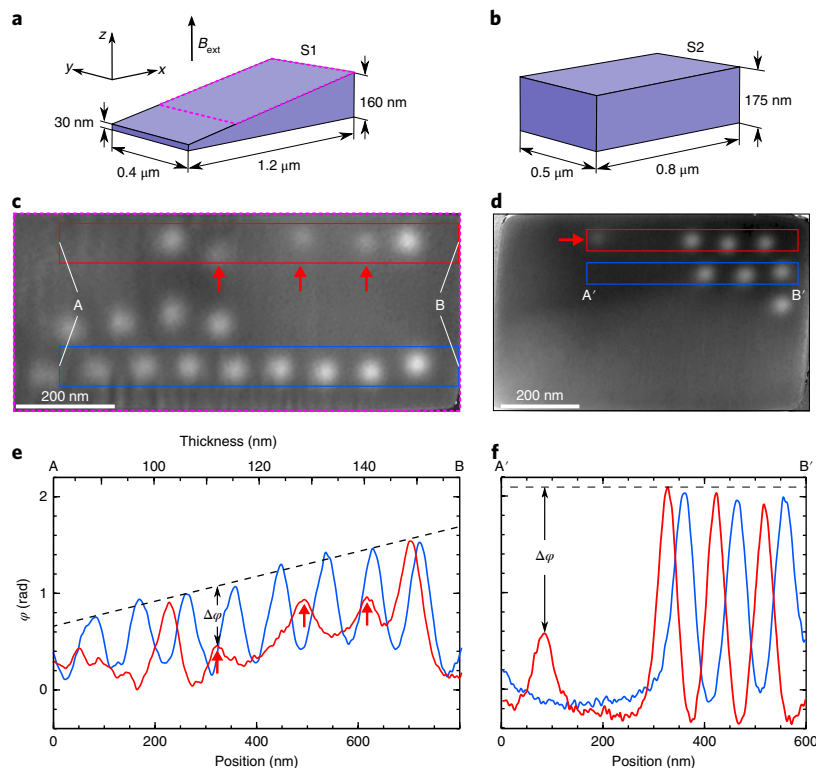 a
z
y
x
B_ext
S1
30 nm
160 nm
0.4 μm
1.2 μm
b
S2
175 nm
0.5 μm
0.8 μm
c
A
B
200 nm
d
A′
B′
200 nm
e
Thickness (nm)
A
100
120
140
B
2
1
0
φ (rad)
Δφ
0
200
400
600
Position (nm)
f
A′
B′
Δφ
0
200
400
600
Position (nm)